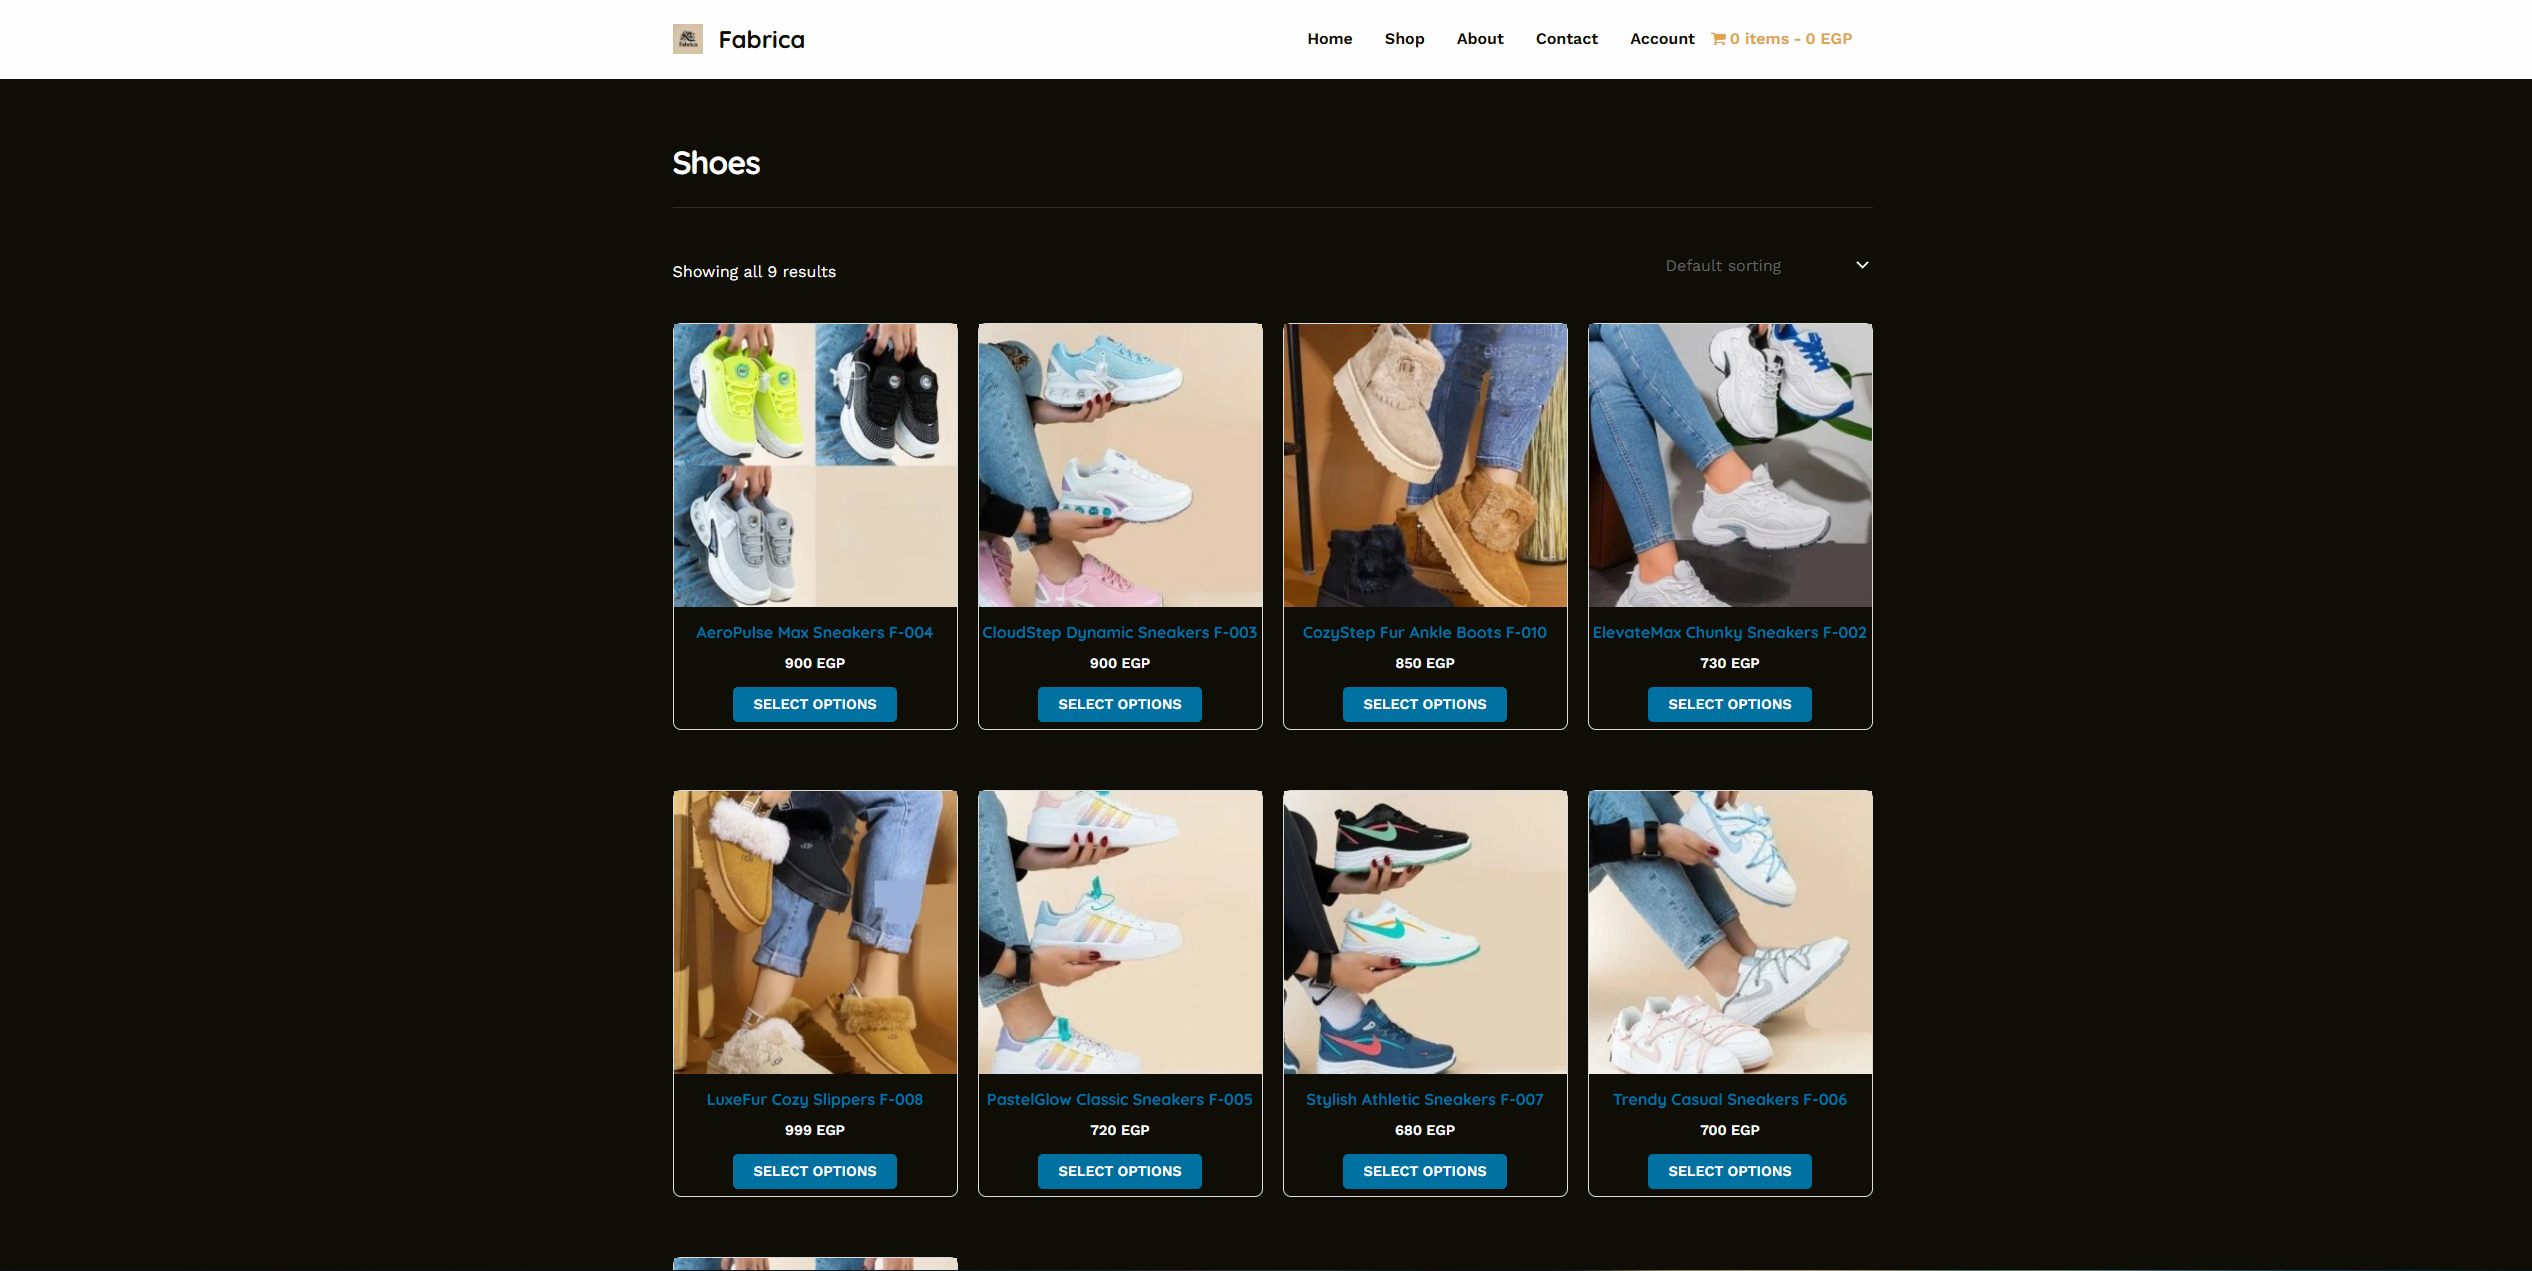 Fabrica
Home Shop About Contact Account 0 items - 0 EGP
Shoes
Showing all 9 results
Default sorting
AeroPulse Max Sneakers F-004
900 EGP
SELECT OPTIONS
CloudStep Dynamic Sneakers F-003
900 EGP
SELECT OPTIONS
CozyStep Fur Ankle Boots F-010
850 EGP
SELECT OPTIONS
ElevateMax Chunky Sneakers F-002
730 EGP
SELECT OPTIONS
LuxeFur Cozy Slippers F-008
999 EGP
SELECT OPTIONS
PastelGlow Classic Sneakers F-005
720 EGP
SELECT OPTIONS
Stylish Athletic Sneakers F-007
680 EGP
SELECT OPTIONS
Trendy Casual Sneakers F-006
700 EGP
SELECT OPTIONS